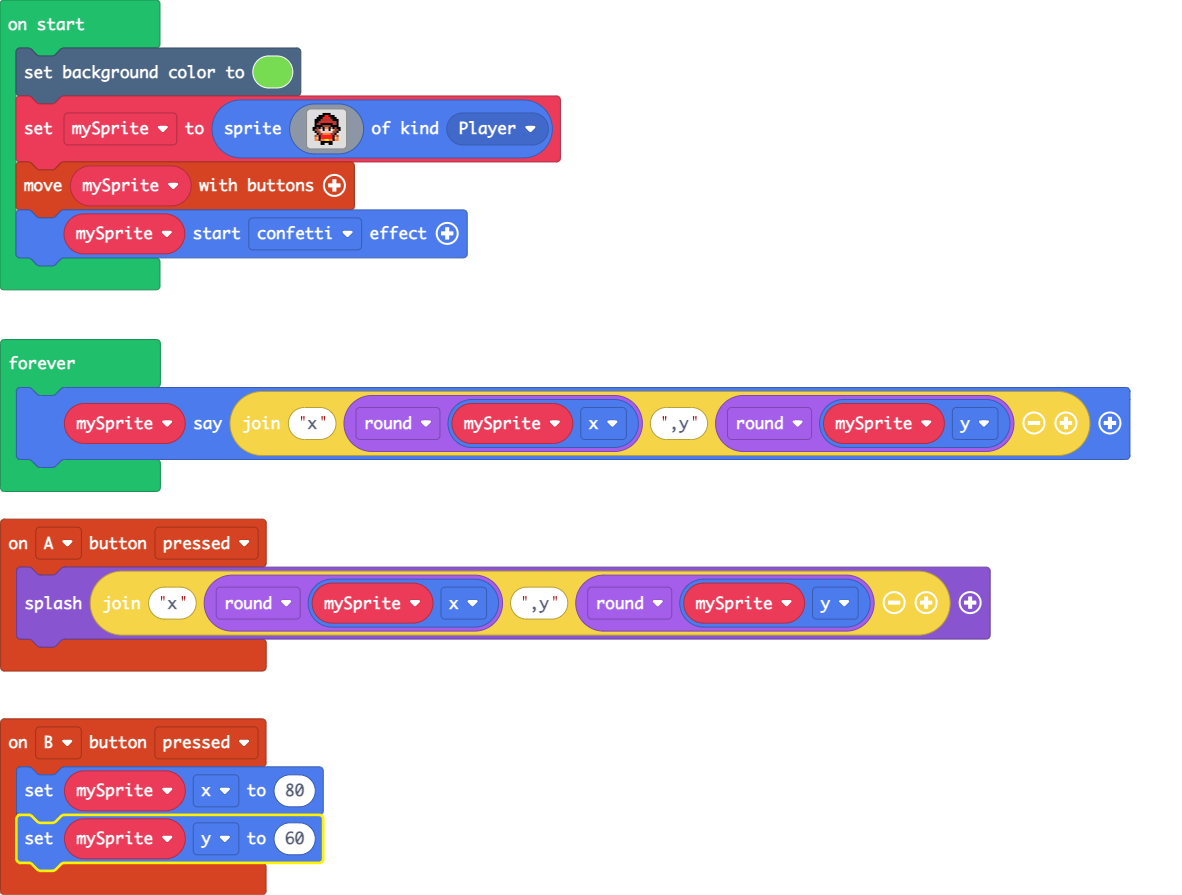 on start
set background color to
set mySprite to sprite of kind Player
move mySprite with buttons
mySprite start confetti effect
forever
mySprite say join "x" round mySprite x ",y" round mySprite y
on A button pressed
splash join "x" round mySprite x ",y" round mySprite y
on B button pressed
set mySprite x to 80
set mySprite y to 60